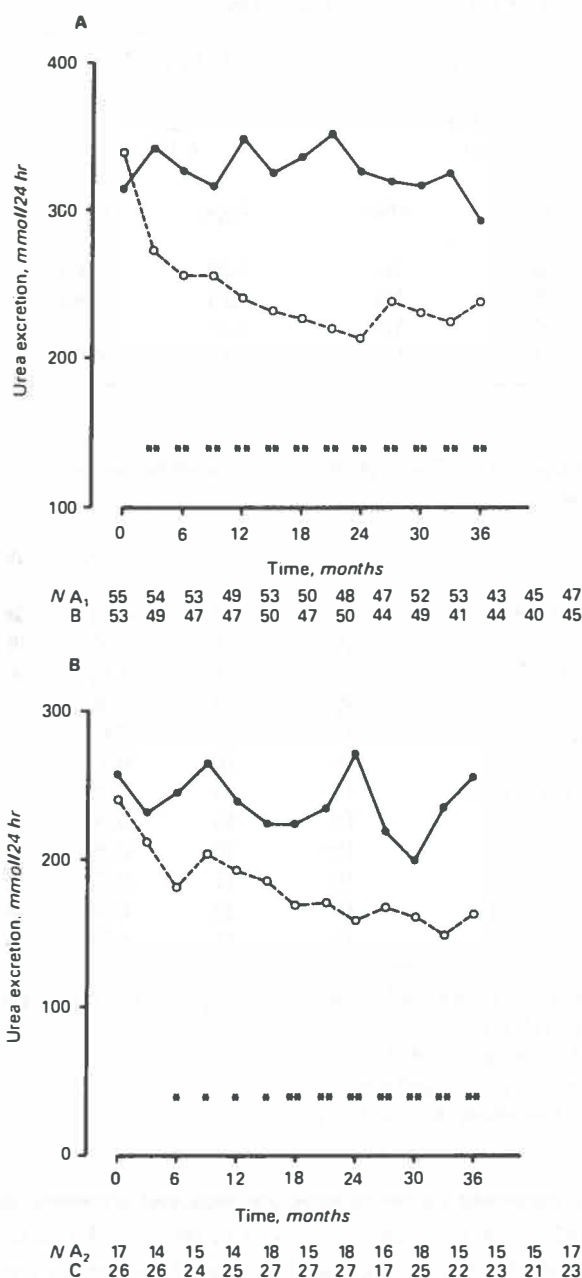 A
400
300
200
100
Urea excretion, mmol/24 hr
** ** ** ** ** ** ** ** ** ** ** **
0 6 12 18 24 30 36
Time, months
N A1 55 54 53 49 53 50 48 47 52 53 43 45 47
B 53 49 47 47 50 47 50 44 49 41 44 40 45
B
300
200
100
0
Urea excretion, mmol/24 hr
* * * * ** ** ** ** ** ** **
0 6 12 18 24 30 36
Time, months
N A2 17 14 15 14 18 15 18 16 18 15 15 15 17
C 26 26 24 25 27 27 27 17 25 22 23 21 23